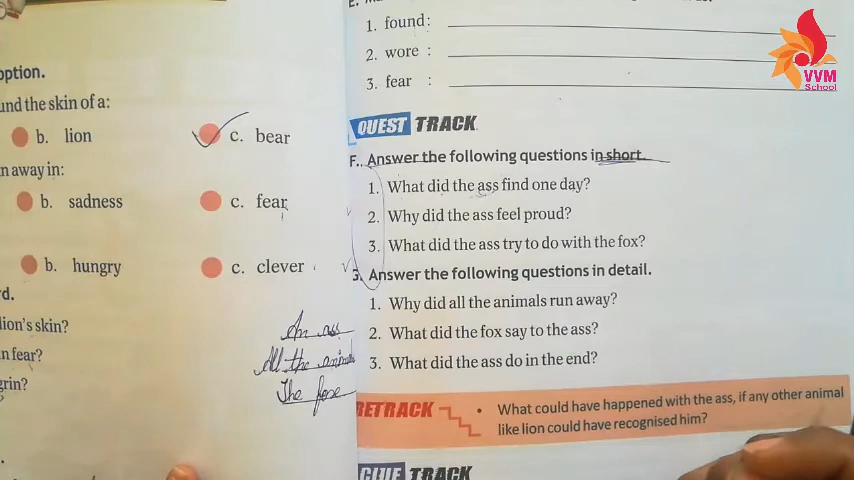 option.
und the skin of a:
b. lion
c. bear
n away in:
b. sadness
c. fear
b. hungry
c. clever
d.
lion's skin?
n fear?
grin?
An ass
All the animals
The
1. found:
2. wore :
3. fear :
QUEST TRACK
F. Answer the following questions in short.
1. What did the ass find one day?
2. Why did the ass feel proud?
3. What did the ass try to do with the fox?
3. Answer the following questions in detail.
1. Why did all the animals run away?
2. What did the fox say to the ass?
3. What did the ass do in the end?
RETRACK
• What could have happened with the ass, if any other animal
like lion could have recognised him?
CLUE TRACK
VVM
School